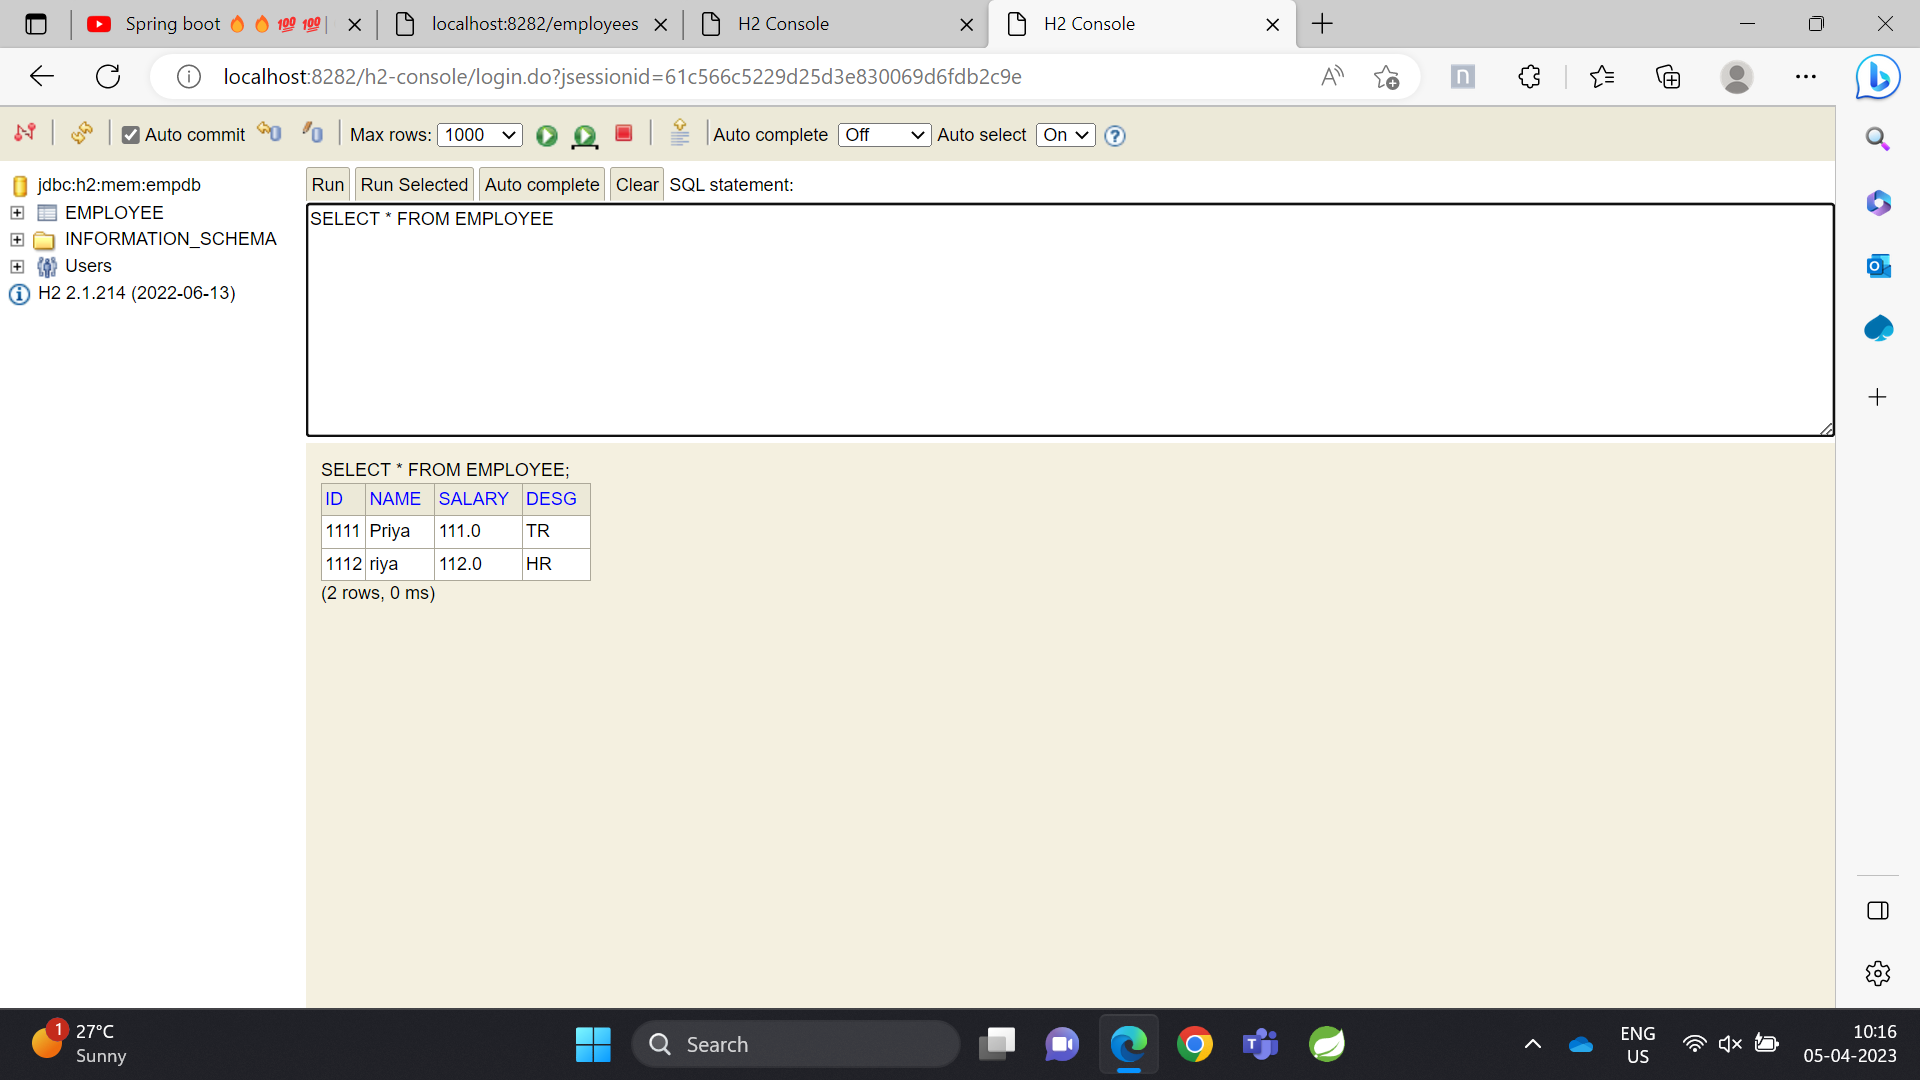 Spring boot 🔥 🔥 💯 💯 |
localhost:8282/employees
H2 Console
H2 Console
localhost:8282/h2-console/login.do?jsessionid=61c566c5229d25d3e830069d6fdb2c9e
Auto commit
Max rows: 1000
Auto complete Off
Auto select On
jdbc:h2:mem:empdb
EMPLOYEE
INFORMATION_SCHEMA
Users
H2 2.1.214 (2022-06-13)
Run Run Selected Auto complete Clear SQL statement:
SELECT * FROM EMPLOYEE
SELECT * FROM EMPLOYEE;
ID NAME SALARY DESG
1111 Priya 111.0 TR
1112 riya 112.0 HR
(2 rows, 0 ms)
1
27°C
Sunny
Search
ENG
US
10:16
05-04-2023